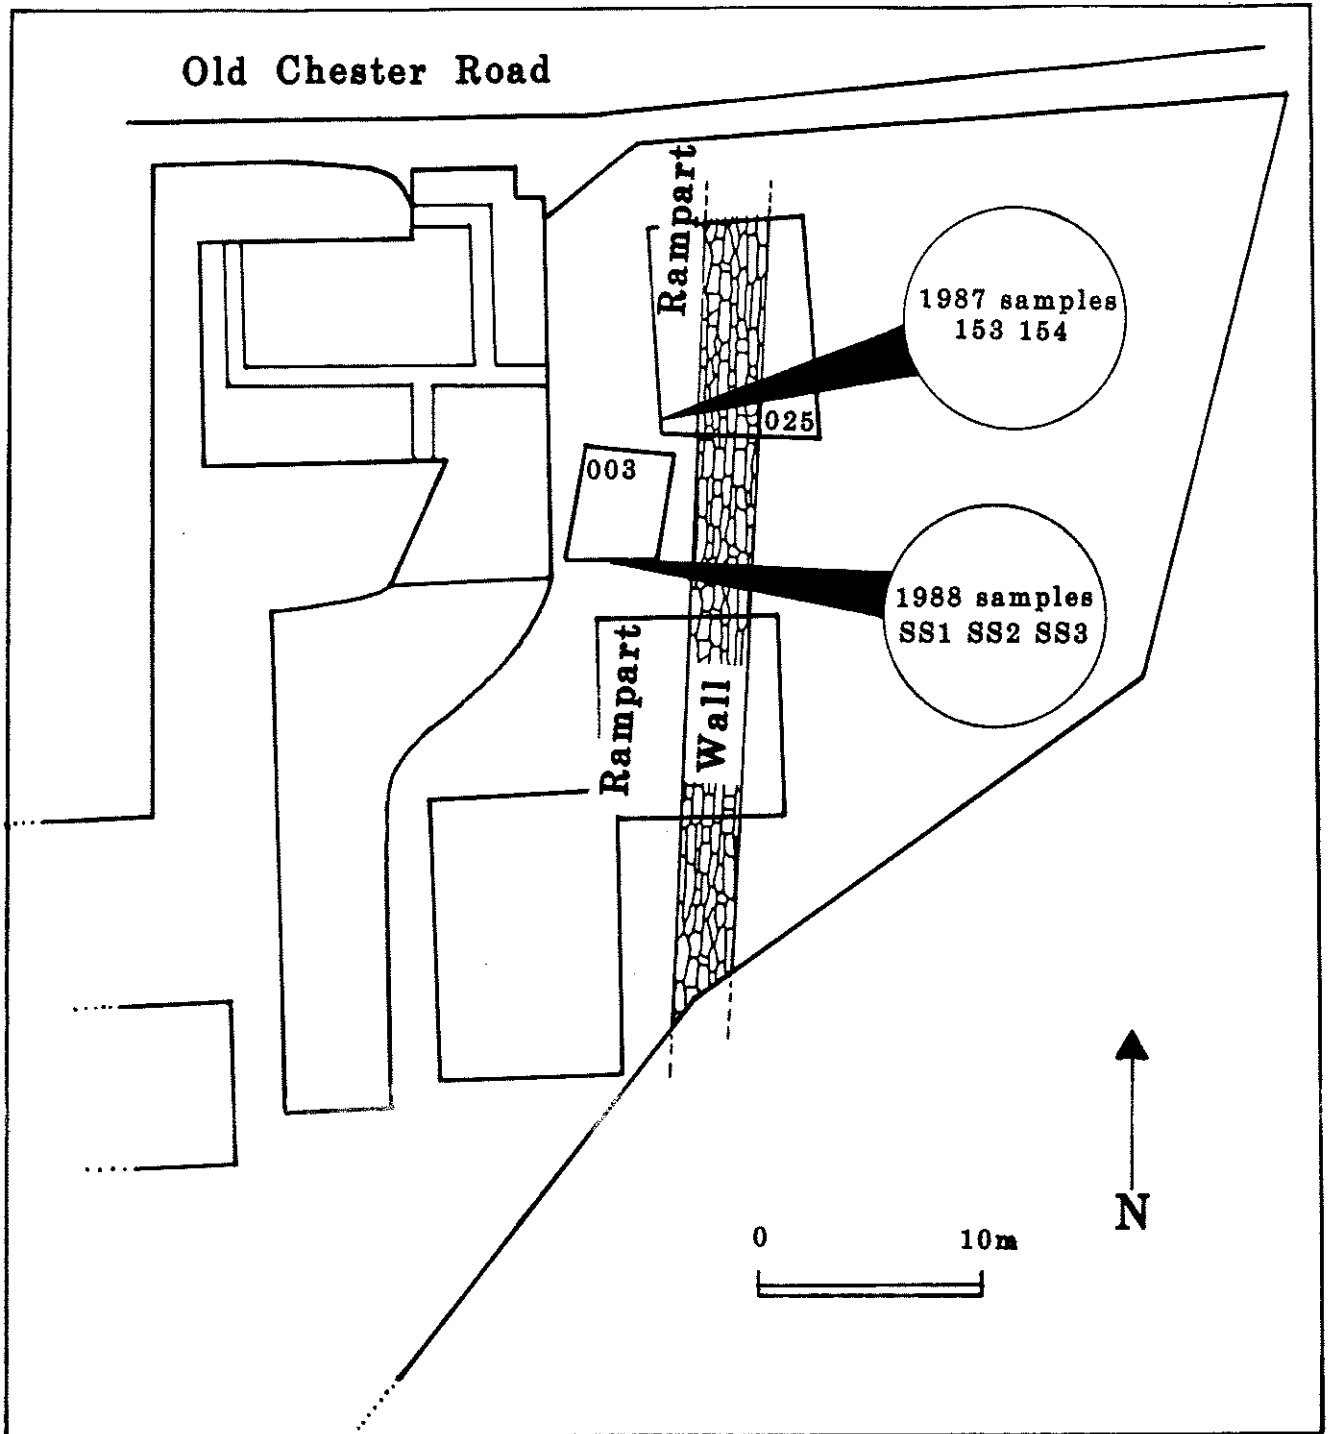 Old Chester Road
Rampart
1987 samples
153 154
025
003
1988 samples
SS1 SS2 SS3
Rampart
Wall
N
0 10m